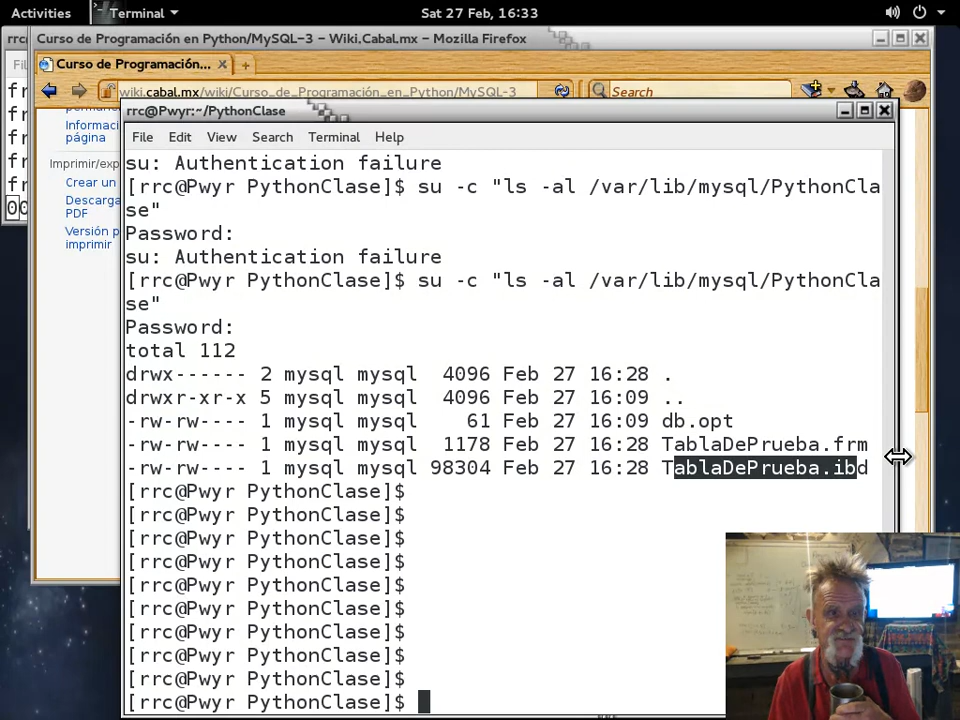 Activities
Terminal
Sat 27 Feb, 16:33
rrc
Curso de Programación en Python/MySQL-3 - Wiki.Cabal.mx - Mozilla Firefox
Curso de Programación...
wiki.cabal.mx/wiki/Curso_de_Programación_en_Python/MySQL-3
Search
Informaci
página
Imprimir/exp
Crear un
Descarga
PDF
Versión p
imprimir
rrc@Pwyr:~/PythonClase
File Edit View Search Terminal Help
su: Authentication failure
[rrc@Pwyr PythonClase]$ su -c "ls -al /var/lib/mysql/PythonCla
se"
Password:
su: Authentication failure
[rrc@Pwyr PythonClase]$ su -c "ls -al /var/lib/mysql/PythonCla
se"
Password:
total 112
drwx------ 2 mysql mysql 4096 Feb 27 16:28 .
drwxr-xr-x 5 mysql mysql 4096 Feb 27 16:09 ..
-rw-rw---- 1 mysql mysql 61 Feb 27 16:09 db.opt
-rw-rw---- 1 mysql mysql 1178 Feb 27 16:28 TablaDePrueba.frm
-rw-rw---- 1 mysql mysql 98304 Feb 27 16:28 TablaDePrueba.ibd
[rrc@Pwyr PythonClase]$
[rrc@Pwyr PythonClase]$
[rrc@Pwyr PythonClase]$
[rrc@Pwyr PythonClase]$
[rrc@Pwyr PythonClase]$
[rrc@Pwyr PythonClase]$
[rrc@Pwyr PythonClase]$
[rrc@Pwyr PythonClase]$
[rrc@Pwyr PythonClase]$
[rrc@Pwyr PythonClase]$